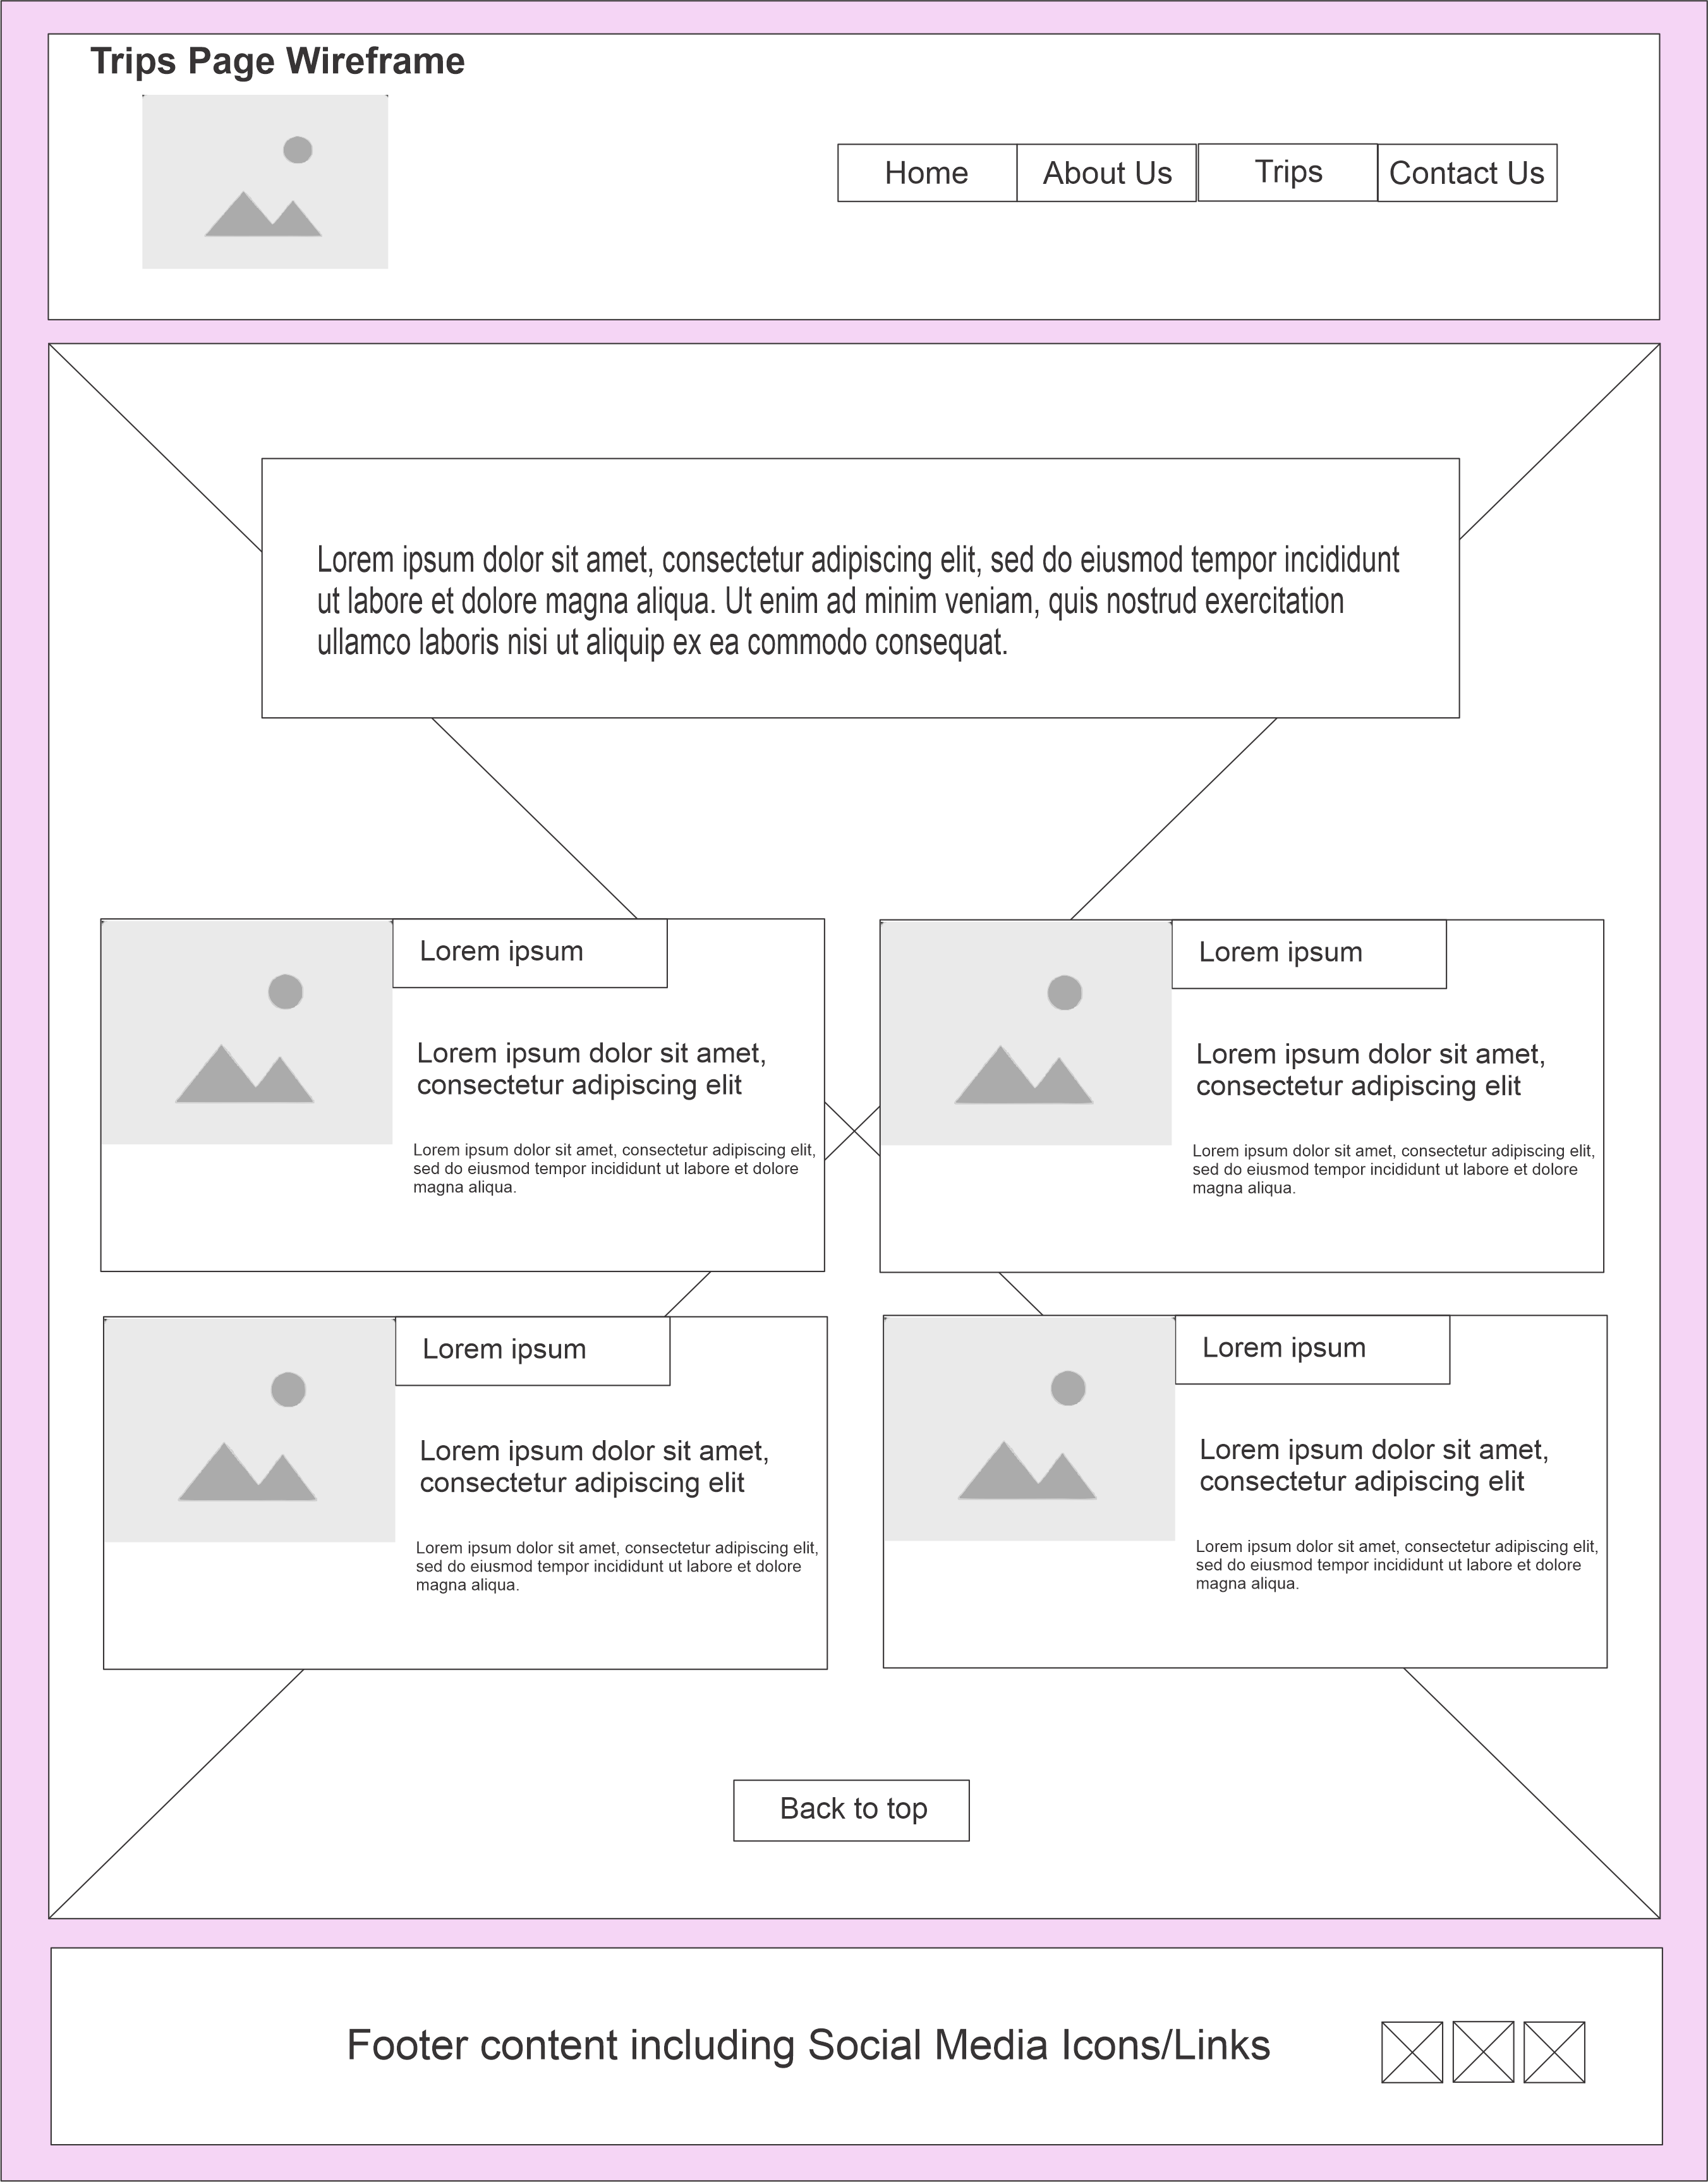 Trips Page Wireframe
Home
About Us
Trips
Contact Us
Lorem ipsum dolor sit amet, consectetur adipiscing elit, sed do eiusmod tempor incididunt
ut labore et dolore magna aliqua. Ut enim ad minim veniam, quis nostrud exercitation
ullamco laboris nisi ut aliquip ex ea commodo consequat.
Lorem ipsum
Lorem ipsum dolor sit amet,
consectetur adipiscing elit
Lorem ipsum dolor sit amet, consectetur adipiscing elit,
sed do eiusmod tempor incididunt ut labore et dolore
magna aliqua.
Lorem ipsum
Lorem ipsum dolor sit amet,
consectetur adipiscing elit
Lorem ipsum dolor sit amet, consectetur adipiscing elit,
sed do eiusmod tempor incididunt ut labore et dolore
magna aliqua.
Lorem ipsum
Lorem ipsum dolor sit amet,
consectetur adipiscing elit
Lorem ipsum dolor sit amet, consectetur adipiscing elit,
sed do eiusmod tempor incididunt ut labore et dolore
magna aliqua.
Lorem ipsum
Lorem ipsum dolor sit amet,
consectetur adipiscing elit
Lorem ipsum dolor sit amet, consectetur adipiscing elit,
sed do eiusmod tempor incididunt ut labore et dolore
magna aliqua.
Back to top
Footer content including Social Media Icons/Links